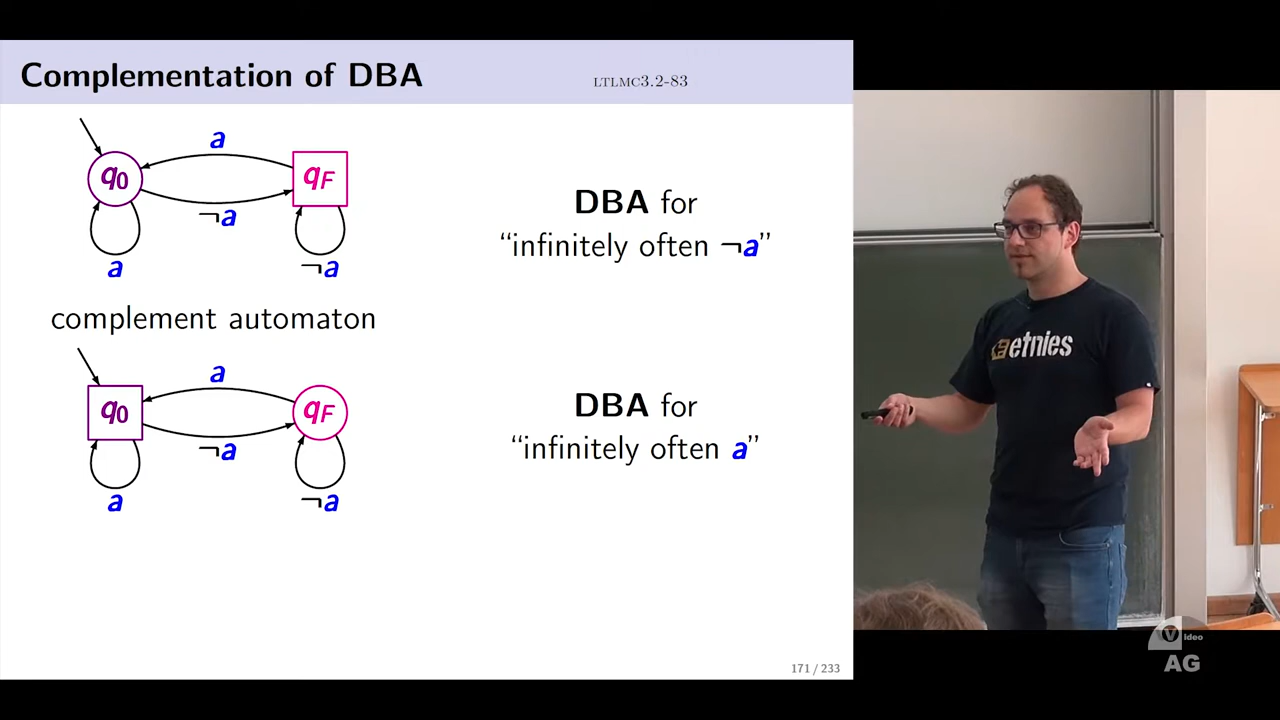 Complementation of DBA
LTLMC3.2-83
a
q0
qF
¬a
a
¬a
DBA for
“infinitely often ¬a”
complement automaton
a
q0
qF
¬a
a
¬a
DBA for
“infinitely often a”
171 / 233
etnies
Video
AG